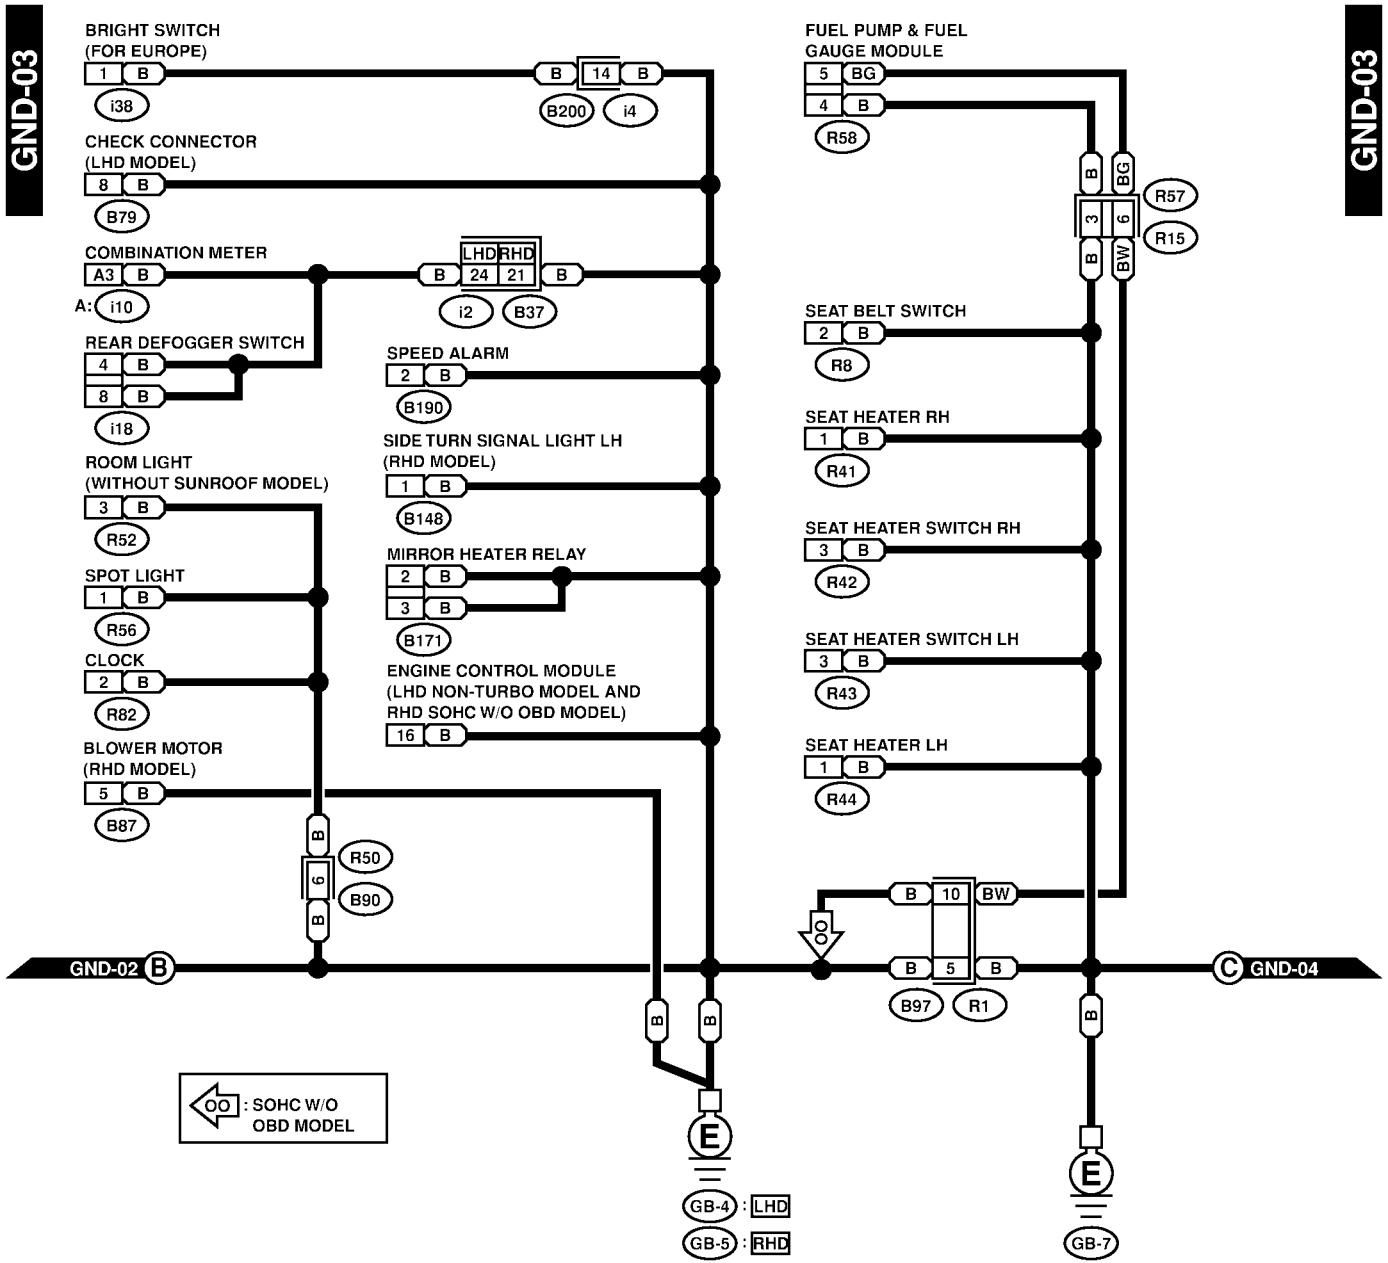 GND-03
BRIGHT SWITCH
(FOR EUROPE)
1 B
i38
B 14 B
B200 i4
CHECK CONNECTOR
(LHD MODEL)
8 B
B79
COMBINATION METER
A3 B
A: i10
LHD RHD
B 24 21 B
i2 B37
REAR DEFOGGER SWITCH
4 B
8 B
i18
ROOM LIGHT
(WITHOUT SUNROOF MODEL)
3 B
R52
SPOT LIGHT
1 B
R56
CLOCK
2 B
R82
BLOWER MOTOR
(RHD MODEL)
5 B
B87
B
6
B
R50
B90
SPEED ALARM
2 B
B190
SIDE TURN SIGNAL LIGHT LH
(RHD MODEL)
1 B
B148
MIRROR HEATER RELAY
2 B
3 B
B171
ENGINE CONTROL MODULE
(LHD NON-TURBO MODEL AND
RHD SOHC W/O OBD MODEL)
16 B
FUEL PUMP & FUEL
GAUGE MODULE
5 BG
4 B
R58
B BG
3 6
B BW
R57
R15
SEAT BELT SWITCH
2 B
R8
SEAT HEATER RH
1 B
R41
SEAT HEATER SWITCH RH
3 B
R42
SEAT HEATER SWITCH LH
3 B
R43
SEAT HEATER LH
1 B
R44
B 10 BW
OO
B 5 B
B97 R1
GND-02 B
C GND-04
B B
B
OO : SOHC W/O
OBD MODEL
E
GB-4 : LHD
GB-5 : RHD
E
GB-7
GND-03